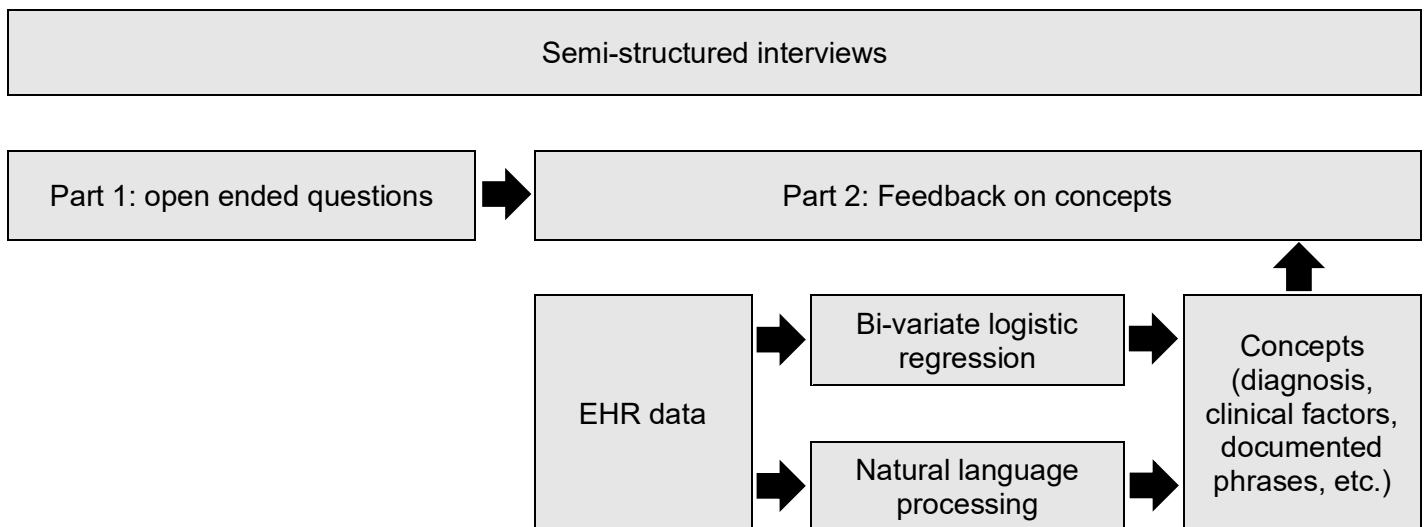 Semi-structured interviews
Part 1: open ended questions
Part 2: Feedback on concepts
EHR data
Bi-variate logistic
regression
Natural language
processing
Concepts
(diagnosis,
clinical factors,
documented
phrases, etc.)